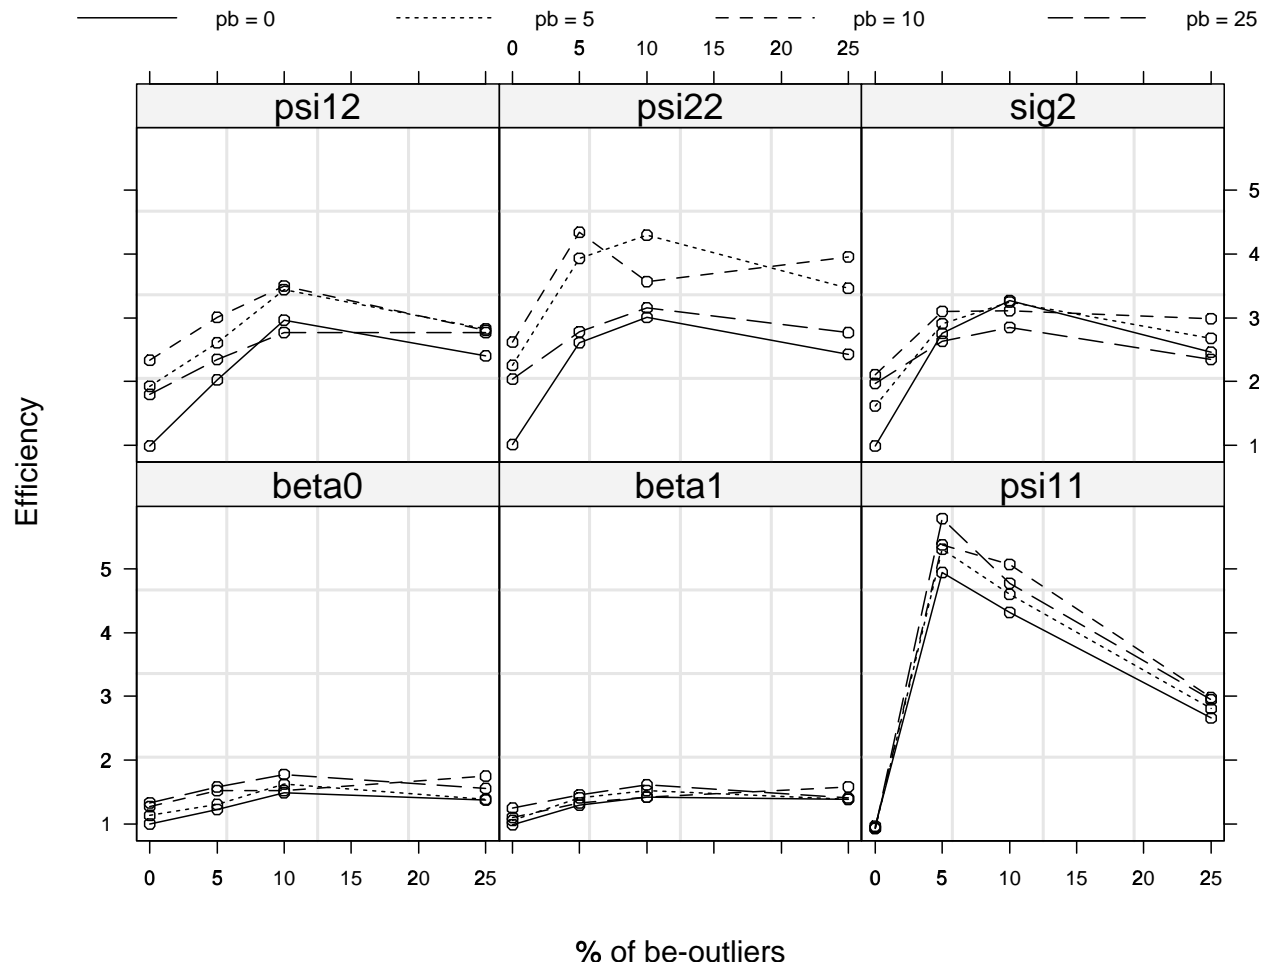 pb = 0 pb = 5 pb = 10 pb = 25
0 5 10 15 20 25
psi12 psi22 sig2
5
4
3
2
1
Efficiency
beta0 beta1 psi11
5
4
3
2
1
0 5 10 15 20 25 0 5 10 15 20 25
% of be-outliers